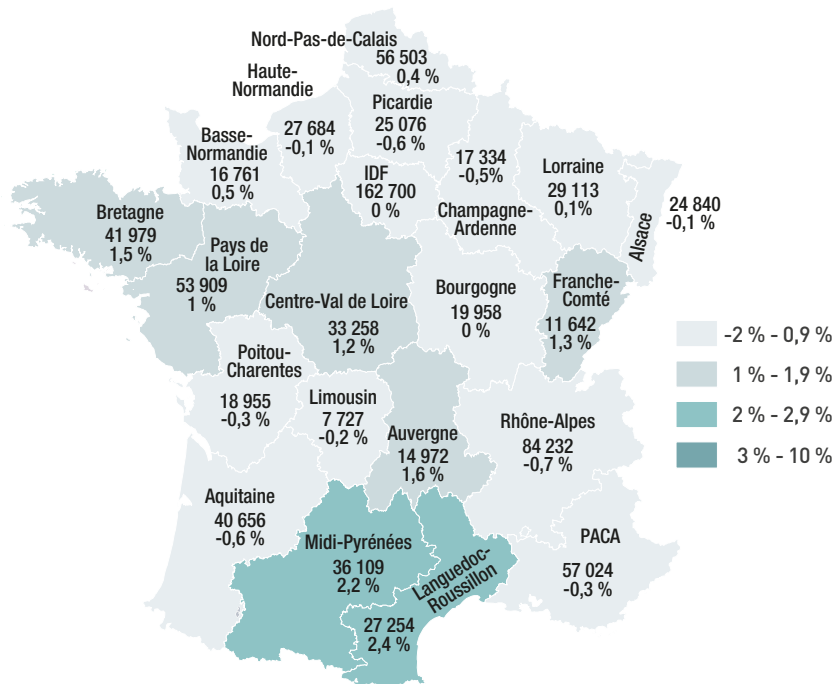 Nord-Pas-de-Calais
56 503
0,4 %
Haute-
Normandie
27 684
-0,1 %
Picardie
25 076
-0,6 %
Basse-
Normandie
16 761
0,5 %
IDF
162 700
0 %
17 334
-0,5%
Champagne-
Ardenne
Lorraine
29 113
0,1%
Alsace
24 840
-0,1 %
Bretagne
41 979
1,5 %
Pays de
la Loire
53 909
1 %
Centre-Val de Loire
33 258
1,2 %
Bourgogne
19 958
0 %
Franche-
Comté
11 642
1,3 %
Poitou-
Charentes
18 955
-0,3 %
Limousin
7 727
-0,2 %
Auvergne
14 972
1,6 %
Rhône-Alpes
84 232
-0,7 %
Aquitaine
40 656
-0,6 %
Midi-Pyrénées
36 109
2,2 %
Languedoc-
Roussillon
27 254
2,4 %
PACA
57 024
-0,3 %
-2 % - 0,9 %
1 % - 1,9 %
2 % - 2,9 %
3 % - 10 %